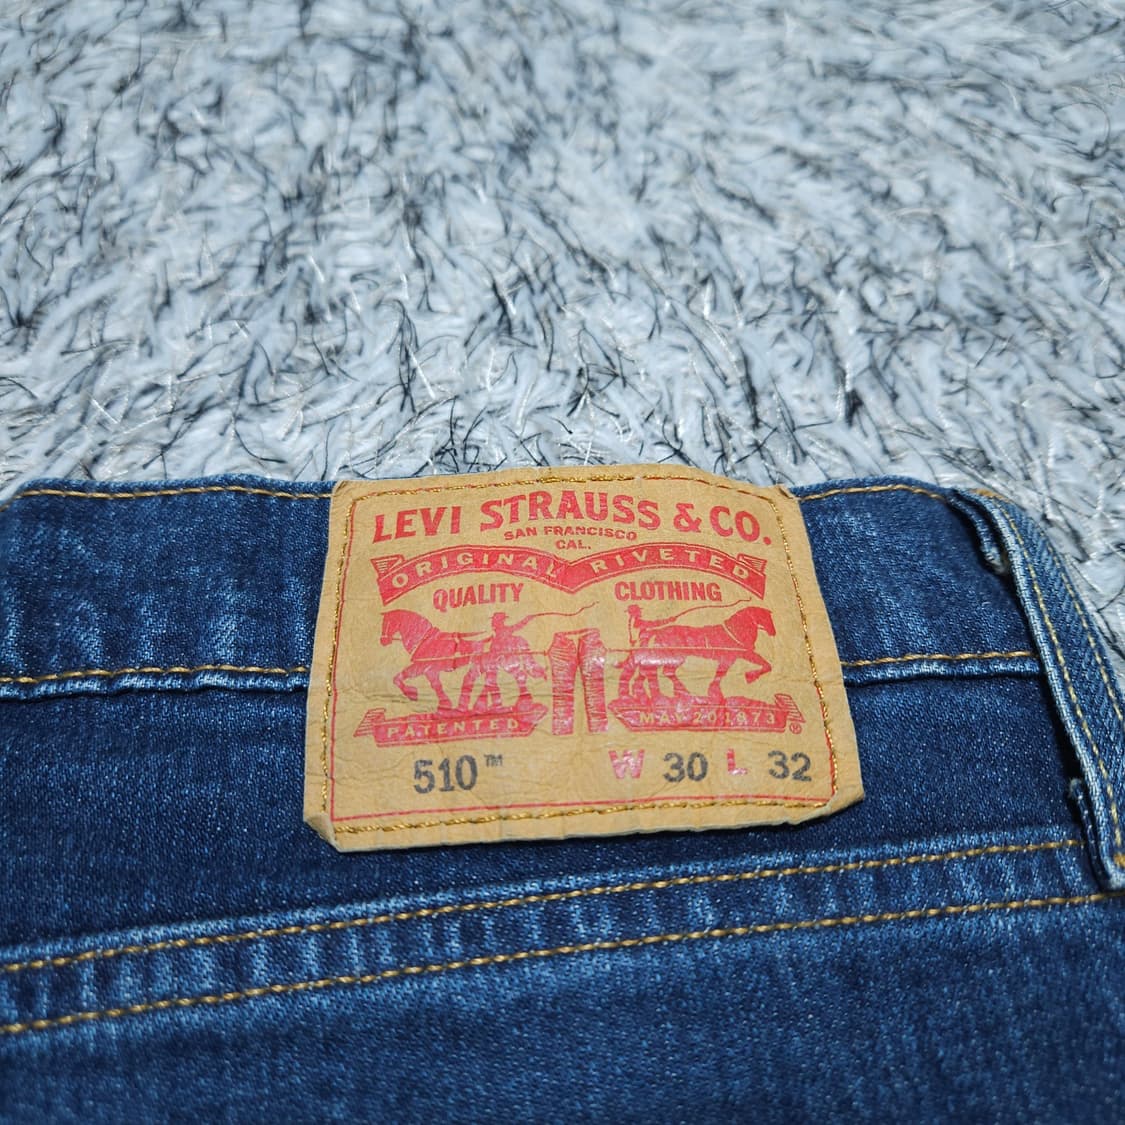 LEVI STRAUSS & CO.
SAN FRANCISCO
CAL.
ORIGINAL RIVETED
QUALITY CLOTHING
PATENTED MAY 20 1873 ®
510™ W 30 L 32